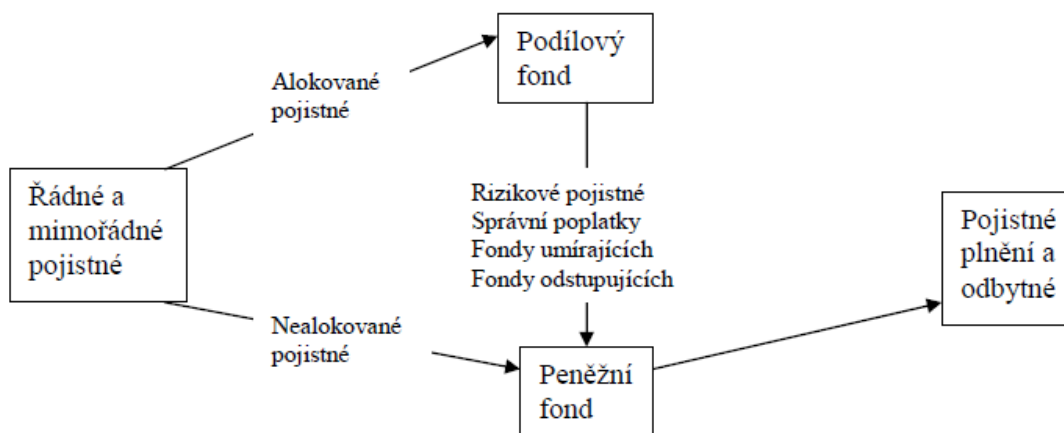 Podílový
fond
Alokované
pojistné
Řádné a
mimořádné
pojistné
Rizikové pojistné
Správní poplatky
Fondy umírajících
Fondy odstupujících
Pojistné
plnění a
odbytné
Nealokované
pojistné
Peněžní
fond